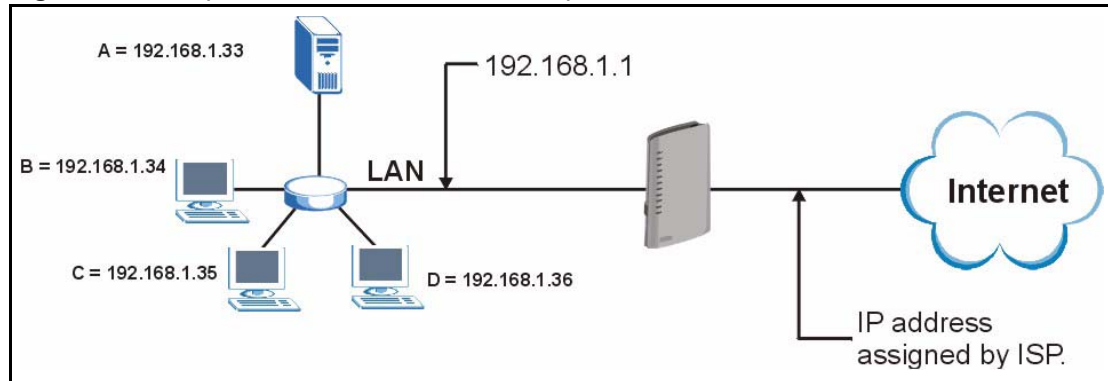 A = 192.168.1.33
192.168.1.1
B = 192.168.1.34
LAN
Internet
C = 192.168.1.35
D = 192.168.1.36
IP address
assigned by ISP.